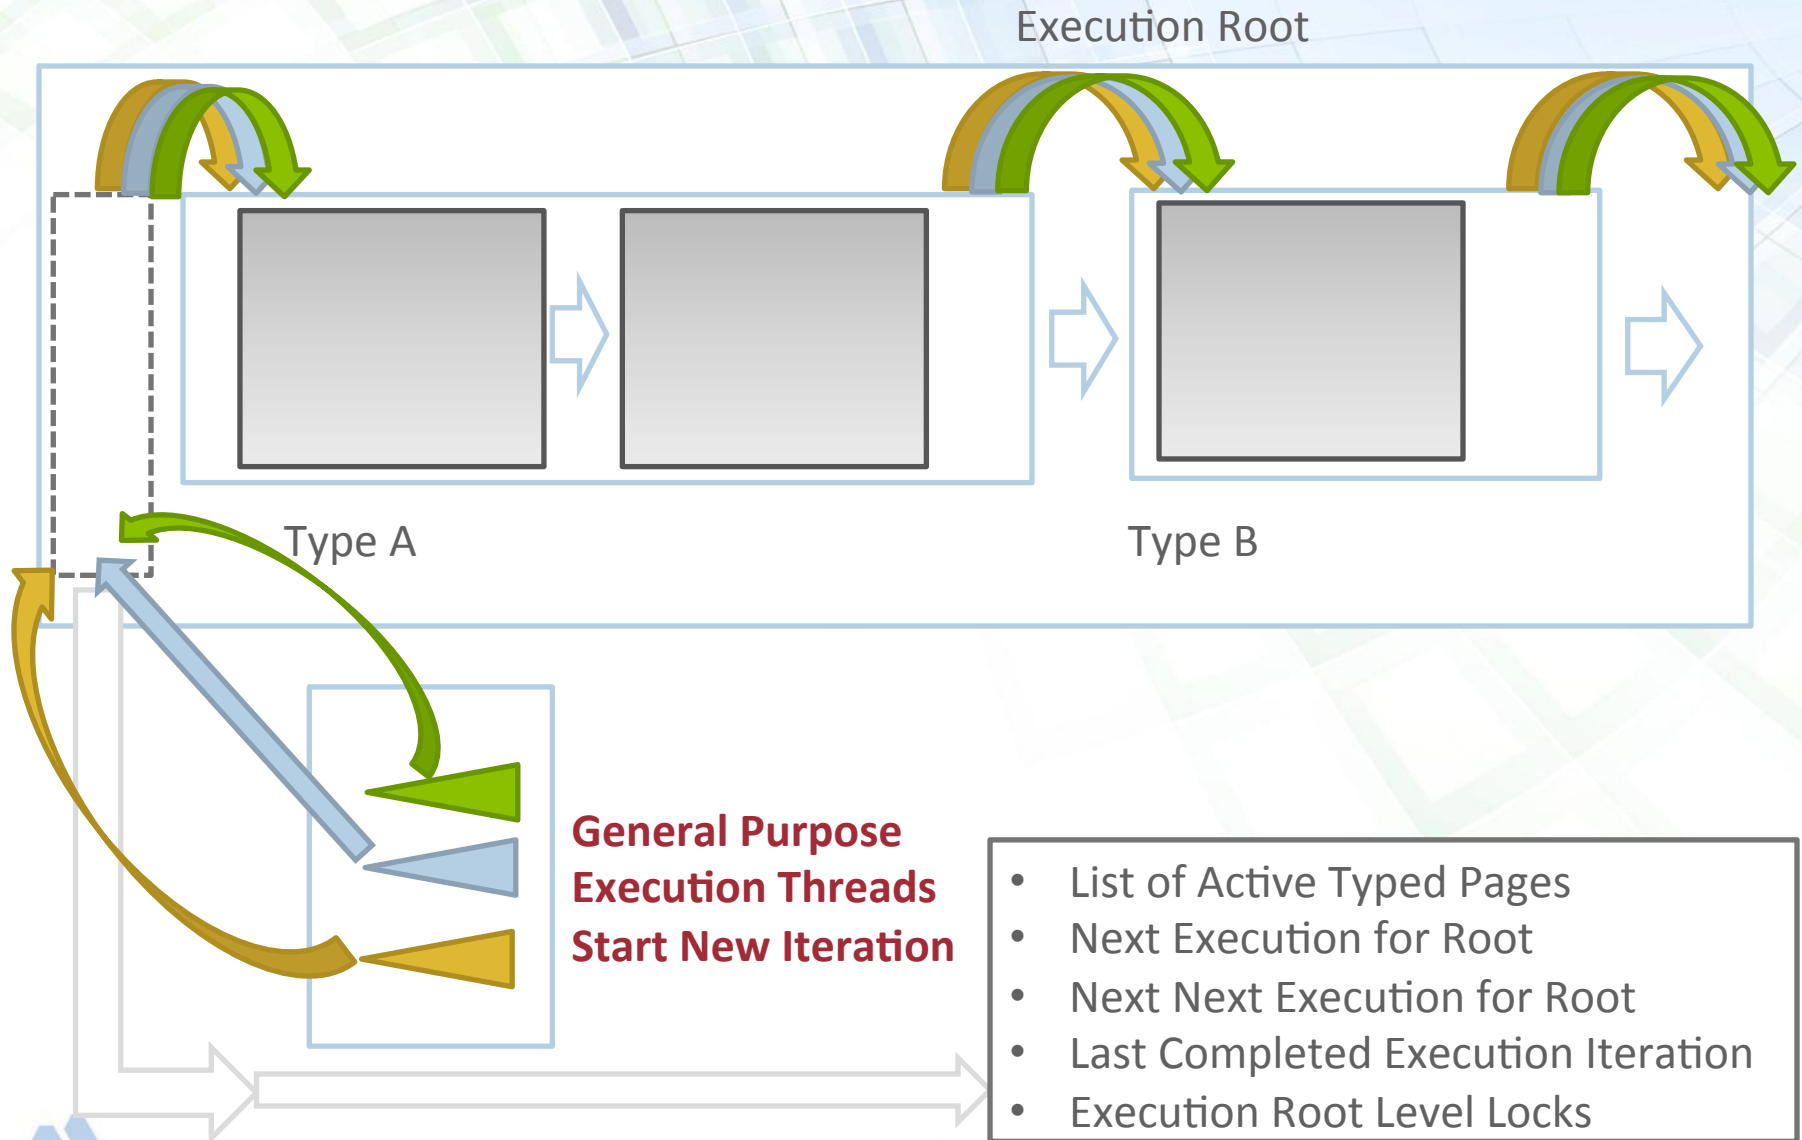 Execution Root
Type A
Type B
General Purpose
Execution Threads
Start New Iteration
• List of Active Typed Pages
• Next Execution for Root
• Next Next Execution for Root
• Last Completed Execution Iteration
• Execution Root Level Locks